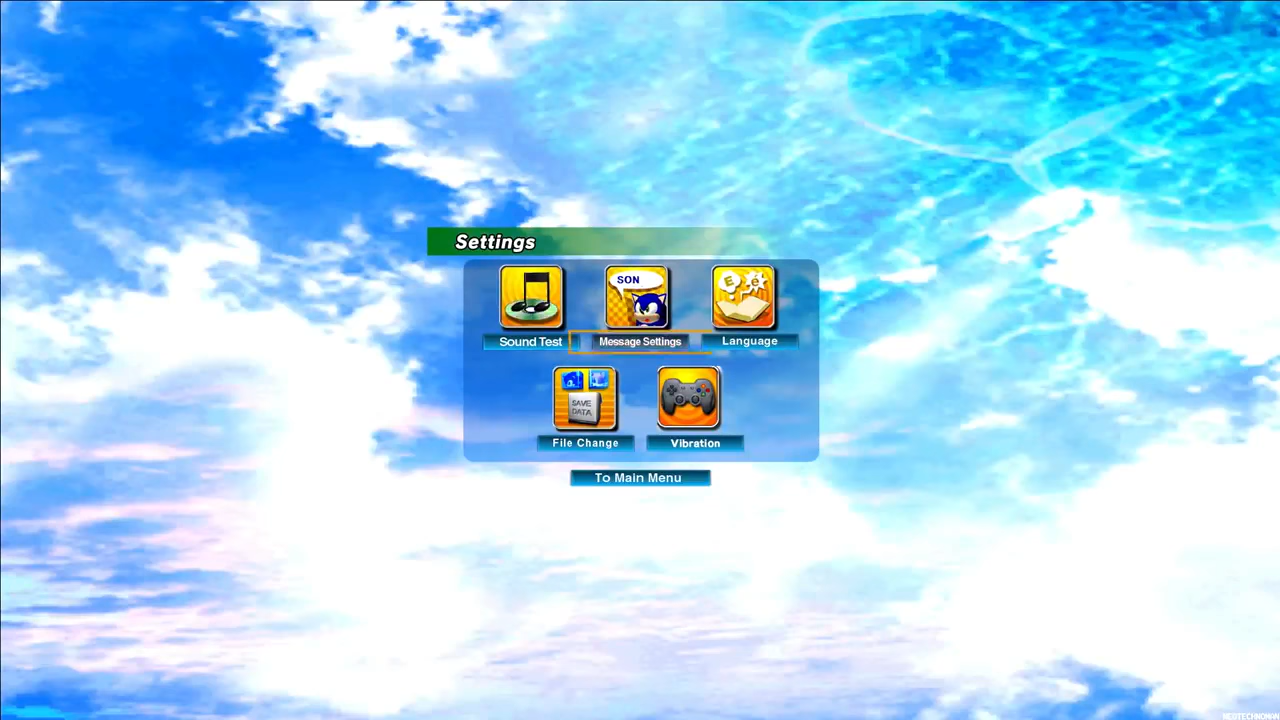 Settings
SON
E é
Sound Test
Message Settings
Language
SAVE
DATA
File Change
Vibration
To Main Menu